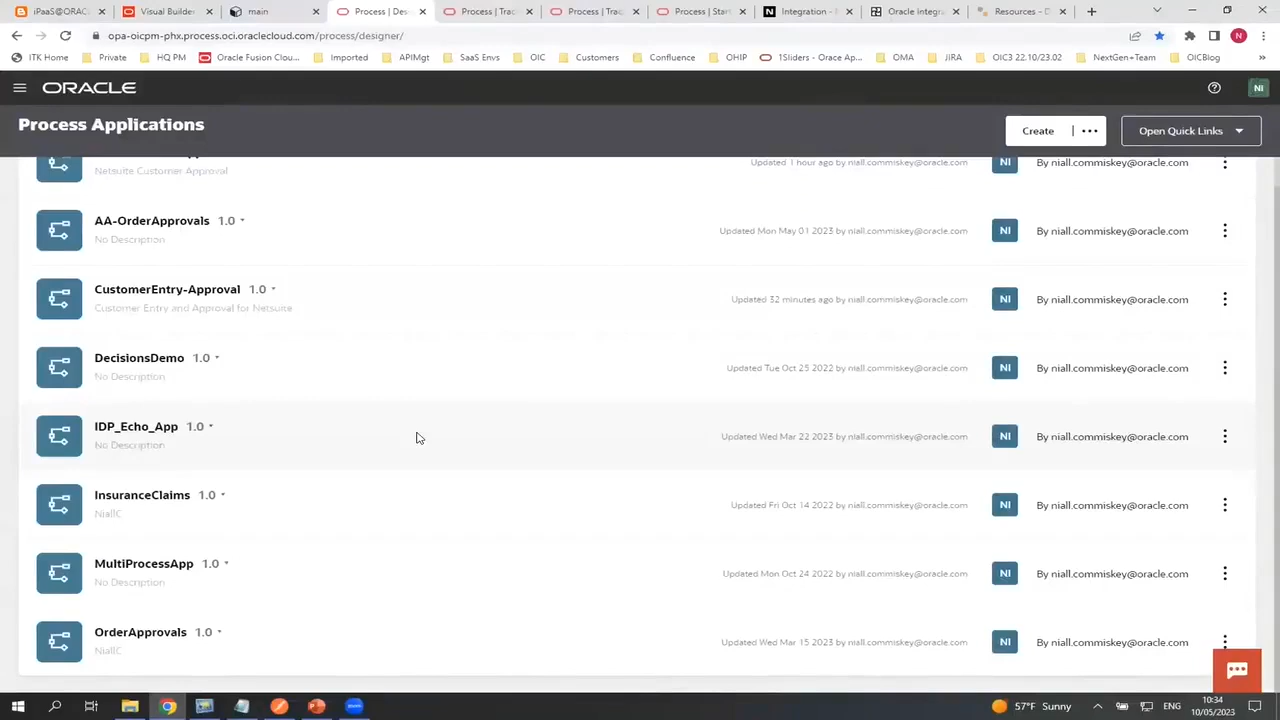 iPaaS@ORAC
Visual Builder
main
Process | Des
Process | Trac
Process | Trac
Process | Star
Integration -
Oracle Integra
Resources - D
opa-oicpm-phx.process.oci.oraclecloud.com/process/designer/
N
ITK Home
Private
HQ PM
Oracle Fusion Clou...
Imported
APIMgt
SaaS Envs
OIC
Customers
Confluence
OHIP
1Sliders - Orace Ap...
OMA
JIRA
OIC3 22.10/23.02
NextGen+Team
OICBlog
»
ORACLE
NI
Process Applications
Create
Open Quick Links
Netsuite Customer Approval
Updated 1 hour ago by niall.commiskey@oracle.com
NI
By niall.commiskey@oracle.com
AA-OrderApprovals 1.0
No Description
Updated Mon May 01 2023 by niall.commiskey@oracle.com
NI
By niall.commiskey@oracle.com
CustomerEntry-Approval 1.0
Customer Entry and Approval for Netsuite
Updated 32 minutes ago by niall.commiskey@oracle.com
NI
By niall.commiskey@oracle.com
DecisionsDemo 1.0
No Description
Updated Tue Oct 25 2022 by niall.commiskey@oracle.com
NI
By niall.commiskey@oracle.com
IDP_Echo_App 1.0
No Description
Updated Wed Mar 22 2023 by niall.commiskey@oracle.com
NI
By niall.commiskey@oracle.com
InsuranceClaims 1.0
NiallC
Updated Fri Oct 14 2022 by niall.commiskey@oracle.com
NI
By niall.commiskey@oracle.com
MultiProcessApp 1.0
No Description
Updated Mon Oct 24 2022 by niall.commiskey@oracle.com
NI
By niall.commiskey@oracle.com
OrderApprovals 1.0
NiallC
Updated Wed Mar 15 2023 by niall.commiskey@oracle.com
NI
By niall.commiskey@oracle.com
57°F Sunny
ENG
10:34
10/05/2023